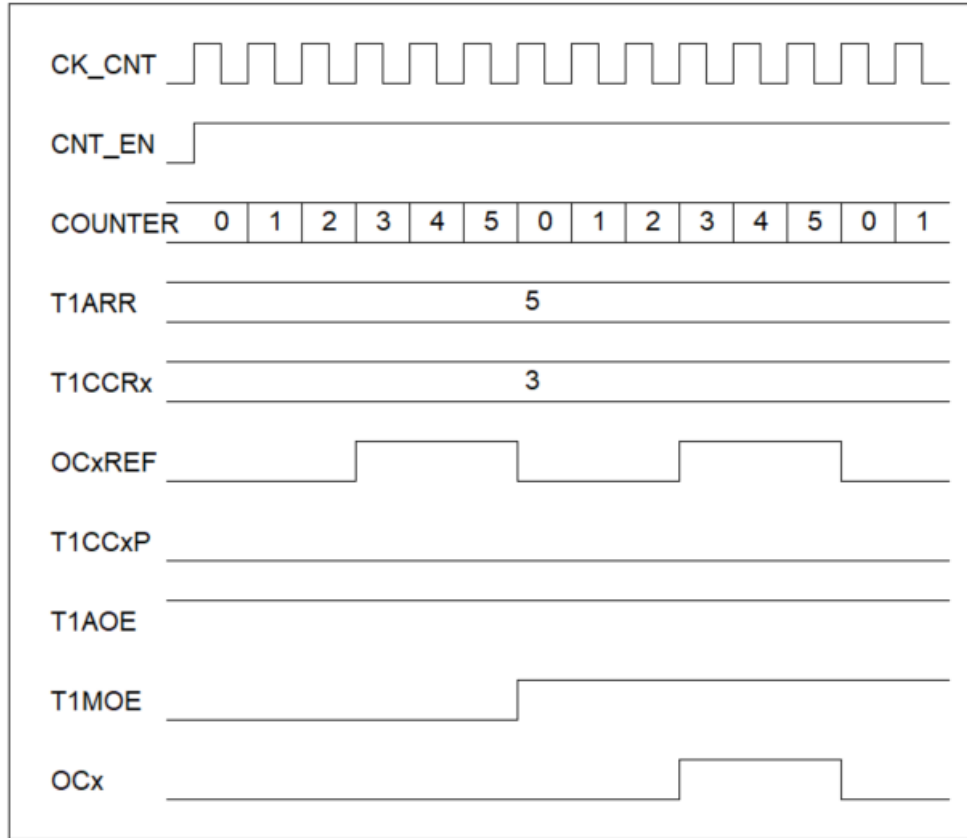 CK_CNT
CNT_EN
COUNTER 0 1 2 3 4 5 0 1 2 3 4 5 0 1
T1ARR 5
T1CCRx 3
OCxREF
T1CCxP
T1AOE
T1MOE
OCx